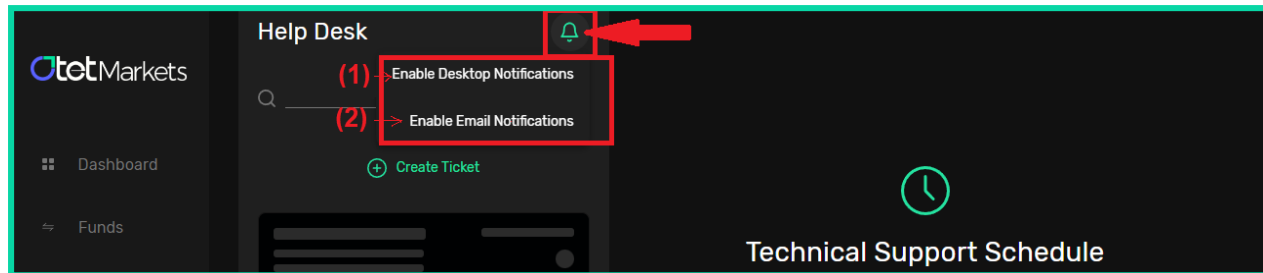 OtetMarkets
Dashboard
Funds
Help Desk
(1) Enable Desktop Notifications
(2) Enable Email Notifications
Create Ticket
Technical Support Schedule